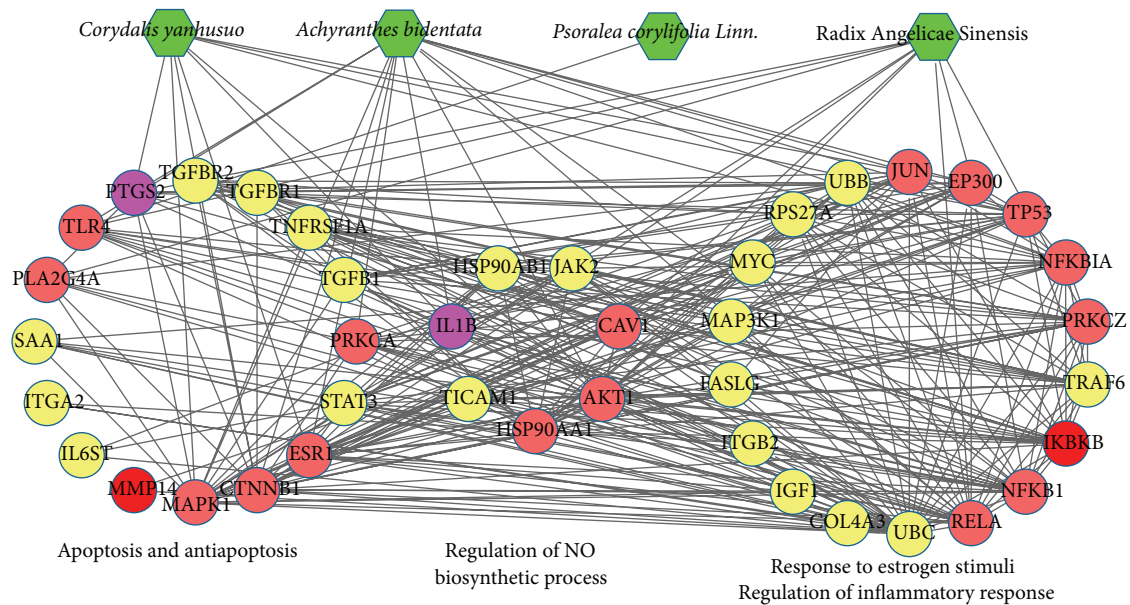 Corydalis yanhusuo
Achyranthes bidentata
Psoralea corylifolia Linn.
Radix Angelicae Sinensis
PTGS2
TGFBR2
TGFBR1
TNFRSF1A
TLR4
PLA2G4A
TGFB1
SAA1
PRKCA
ITGA2
STAT3
IL6ST
ESR1
MMP14
MAPK1
CTNNB1
HSP90AB1
JAK2
IL1B
CAV1
TICAM1
AKT1
HSP90AA1
UBB
JUN
EP300
RPS27A
TP53
MYC
NFKBIA
MAP3K1
PRKCZ
FASLG
TRAF6
ITGB2
IKBKB
IGF1
NFKB1
COL4A3
UBC
RELA
Apoptosis and antiapoptosis
Regulation of NO
biosynthetic process
Response to estrogen stimuli
Regulation of inflammatory response